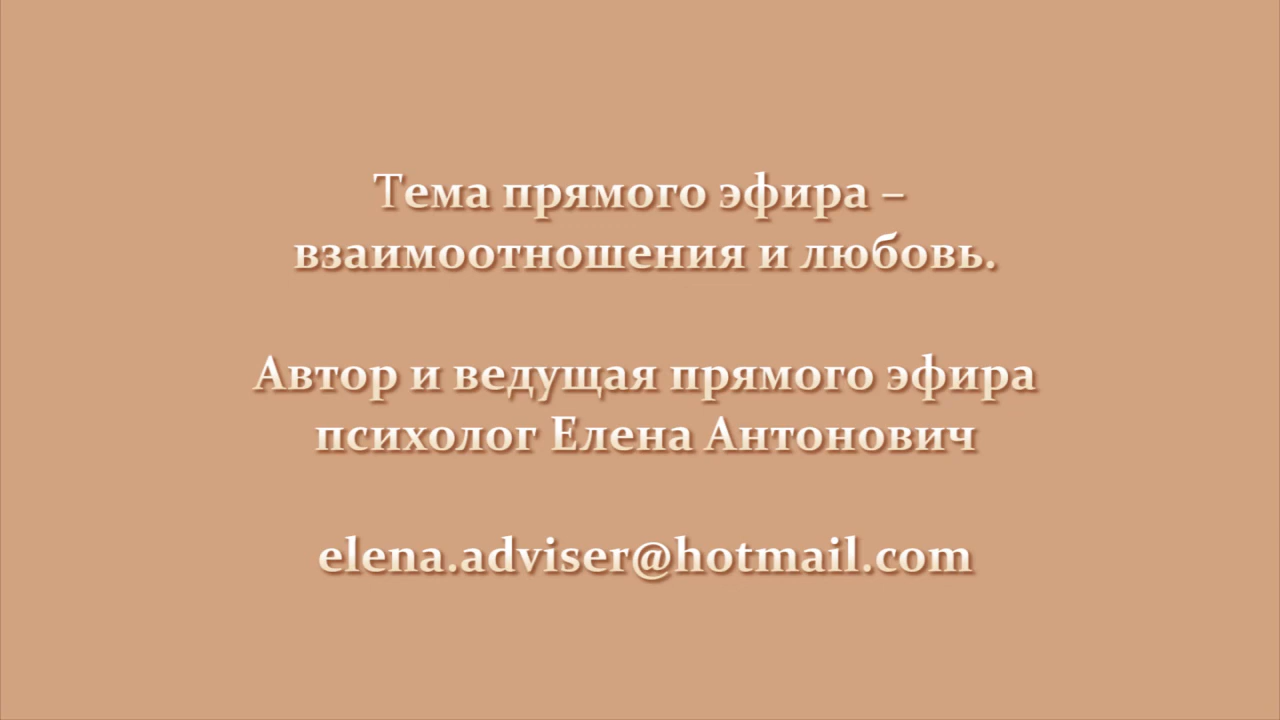 Тема прямого эфира –
взаимоотношения и любовь.
Автор и ведущая прямого эфира
психолог Елена Антонович
elena.adviser@hotmail.com